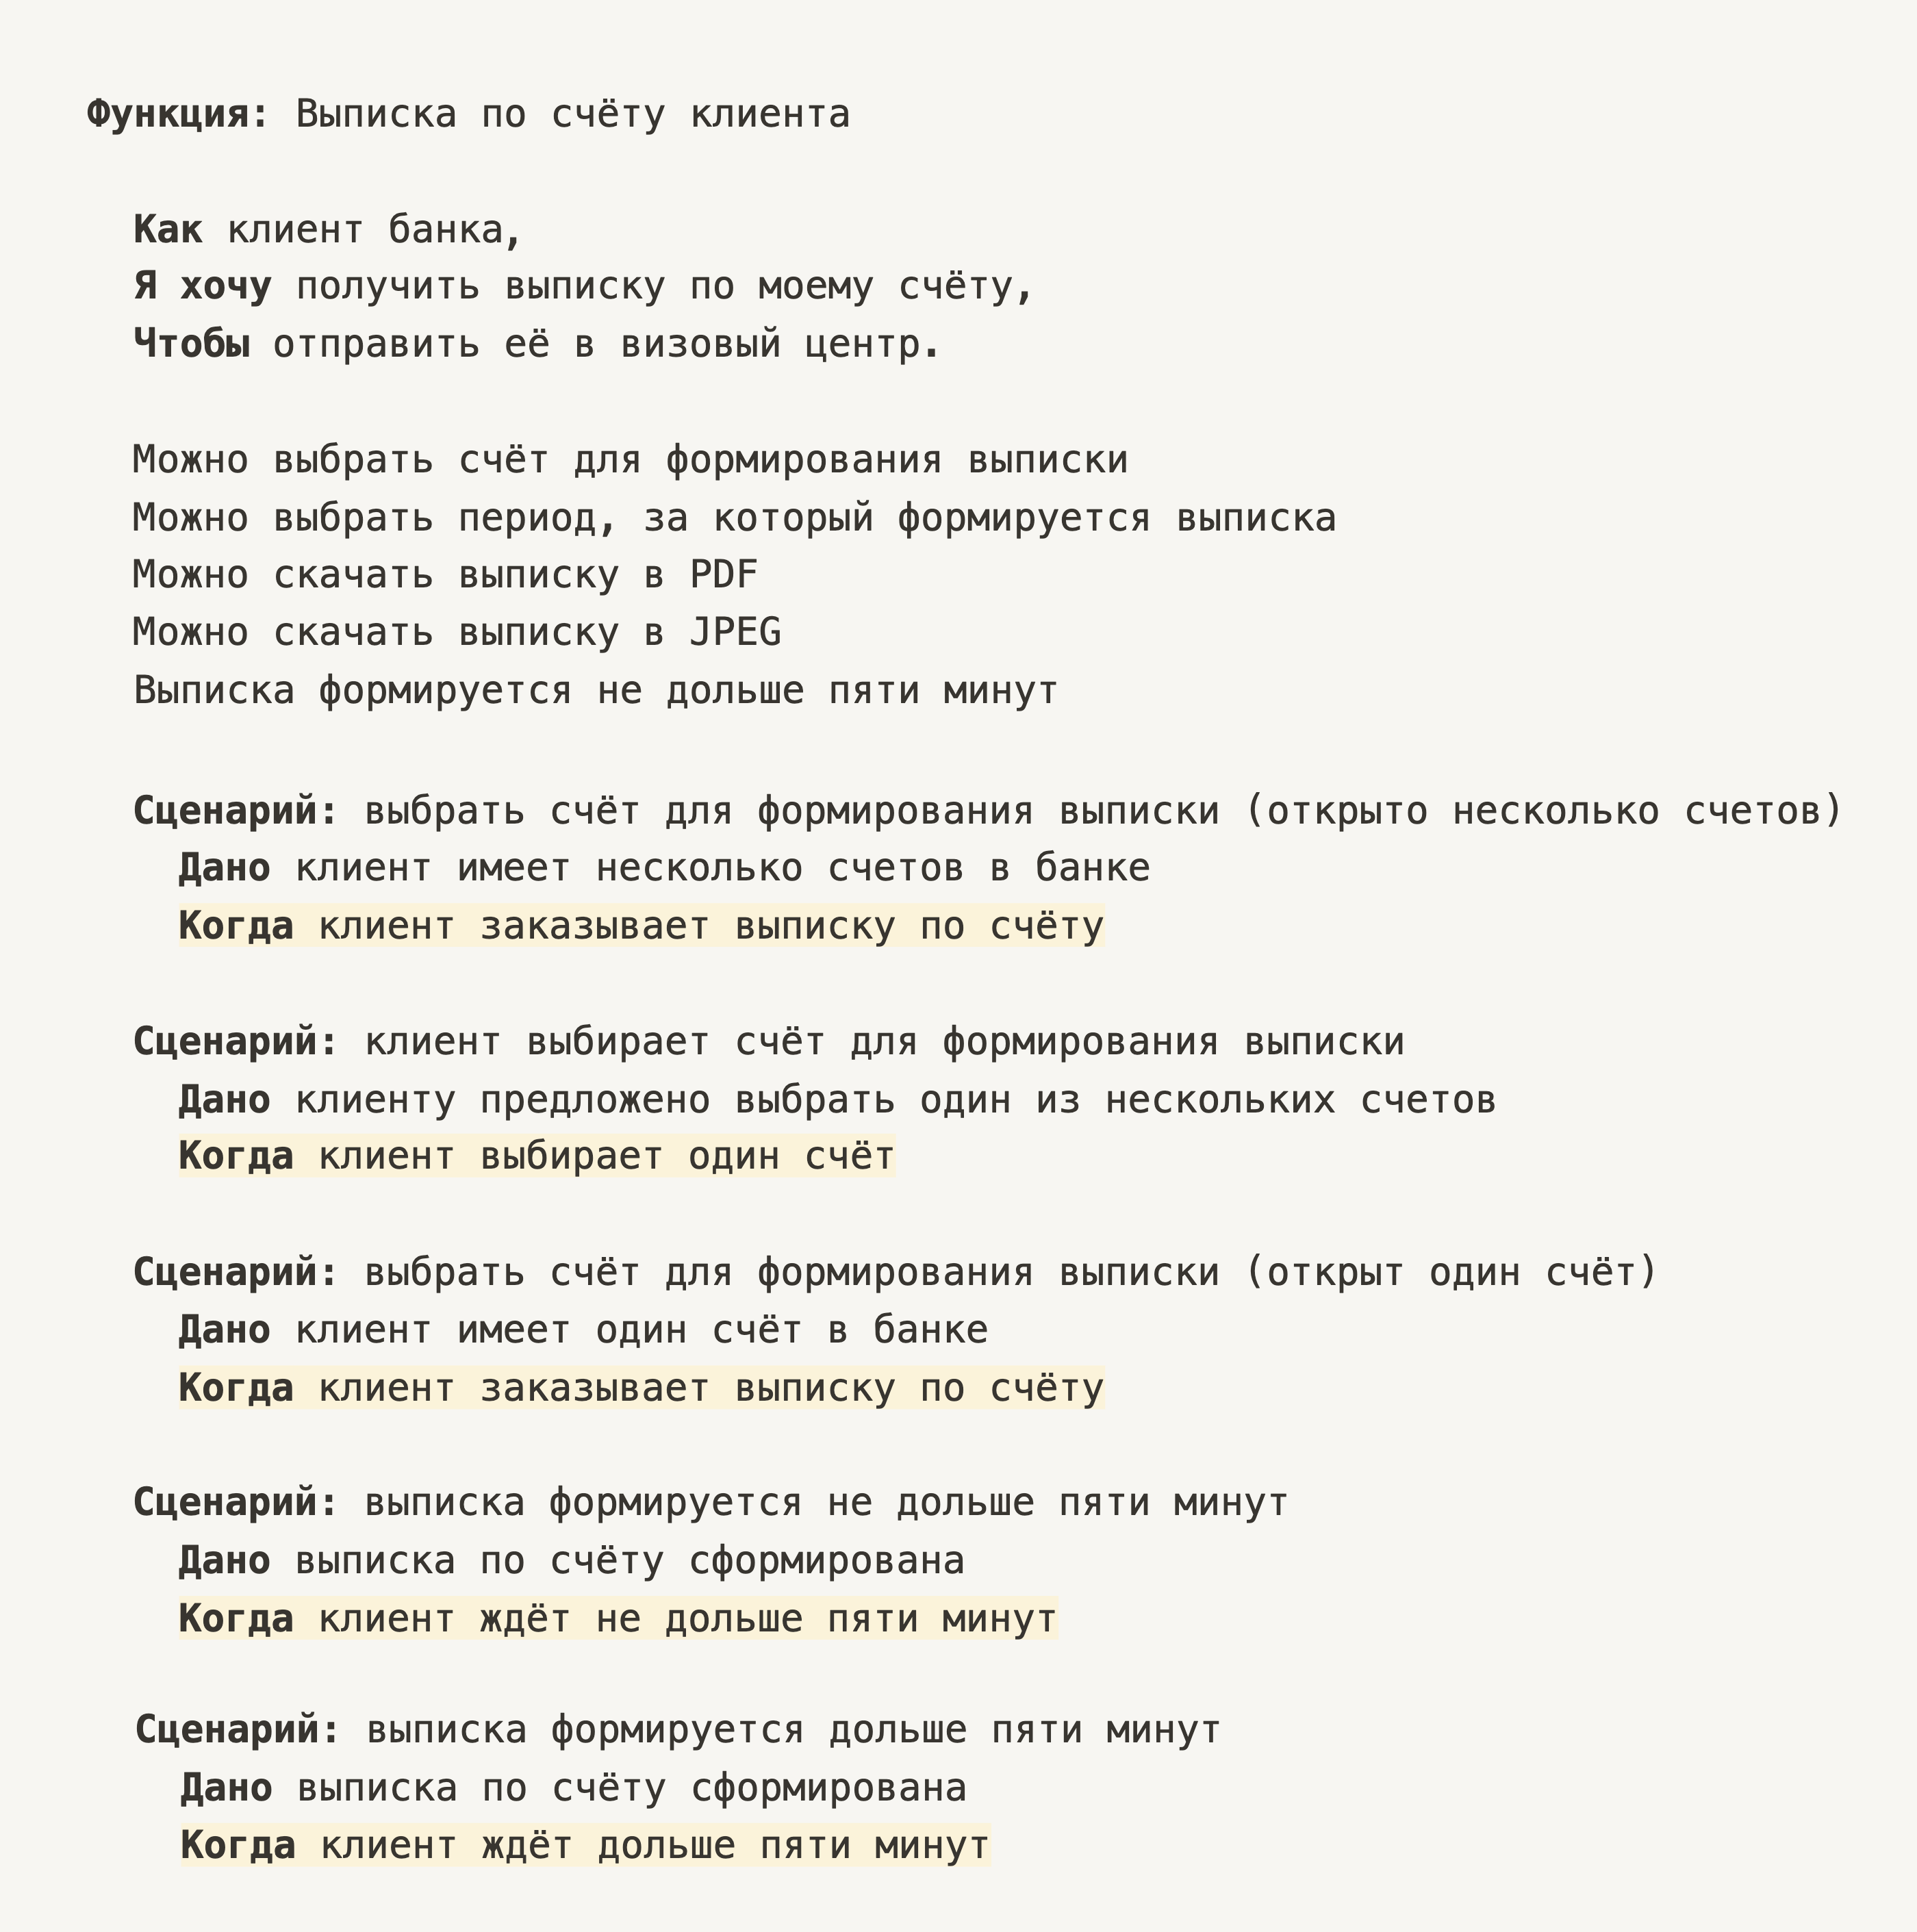 Функция: Выписка по счёту клиента
Как клиент банка,
Я хочу получить выписку по моему счёту,
Чтобы отправить её в визовый центр.
Можно выбрать счёт для формирования выписки
Можно выбрать период, за который формируется выписка
Можно скачать выписку в PDF
Можно скачать выписку в JPEG
Выписка формируется не дольше пяти минут
Сценарий: выбрать счёт для формирования выписки (открыто несколько счетов)
Дано клиент имеет несколько счетов в банке
Когда клиент заказывает выписку по счёту
Сценарий: клиент выбирает счёт для формирования выписки
Дано клиенту предложено выбрать один из нескольких счетов
Когда клиент выбирает один счёт
Сценарий: выбрать счёт для формирования выписки (открыт один счёт)
Дано клиент имеет один счёт в банке
Когда клиент заказывает выписку по счёту
Сценарий: выписка формируется не дольше пяти минут
Дано выписка по счёту сформирована
Когда клиент ждёт не дольше пяти минут
Сценарий: выписка формируется дольше пяти минут
Дано выписка по счёту сформирована
Когда клиент ждёт дольше пяти минут